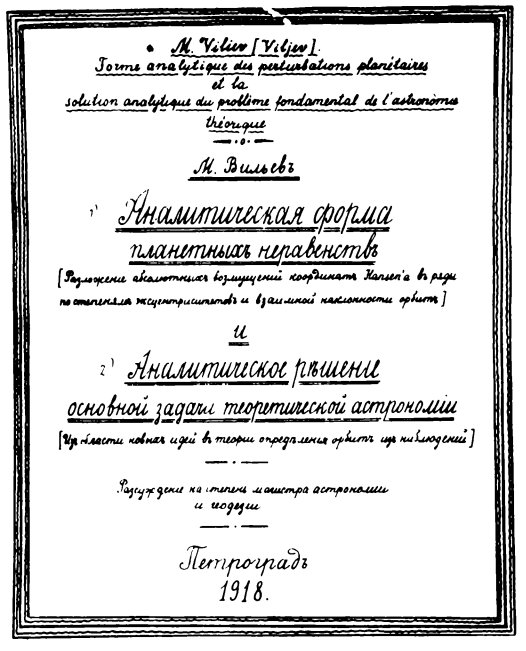 M. Viliev [Viljev].
Forme analytique des perturbations planétaires
et la
solution analytique du problème fondamental de l'astronomie
théorique
М. Вильевъ
1) Аналитическая форма
планетныхъ неравенствъ
[Разложение абсолютныхъ возмущений координатъ Hansen'а въ ряды
по степенямъ эксцентриситетовъ и взаимной наклонности орбитъ]
и
2) Аналитическое рѣшение
основной задачи теоретической астрономіи
[Изъ области новыхъ идей въ теории опредѣления орбитъ изъ наблюдений]
Разсуждение на степень магистра астрономии
и геодезии
Петроградъ
1918.